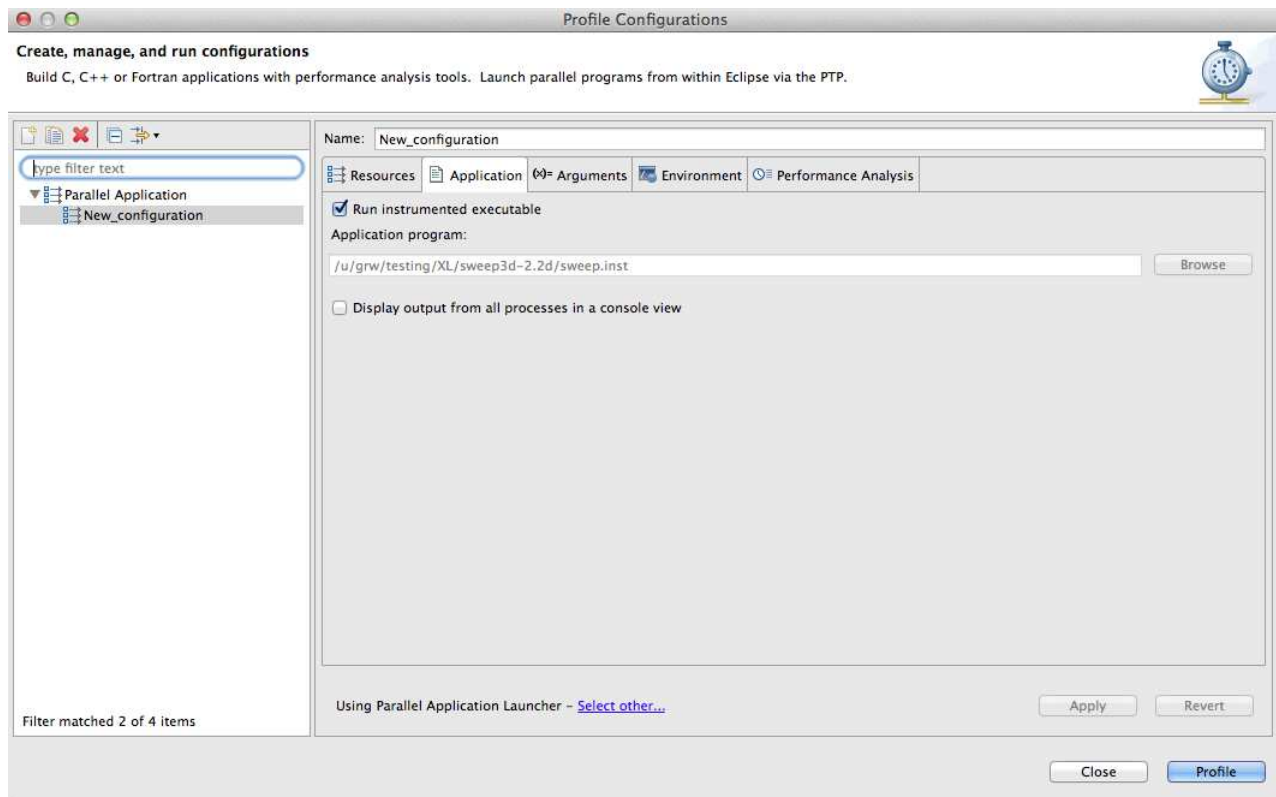 Profile Configurations
Create, manage, and run configurations
Build C, C++ or Fortran applications with performance analysis tools. Launch parallel programs from within Eclipse via the PTP.
type filter text
Parallel Application
New_configuration
Filter matched 2 of 4 items
Name: New_configuration
Resources Application (x)= Arguments Environment Performance Analysis
Run instrumented executable
Application program:
/u/grw/testing/XL/sweep3d-2.2d/sweep.inst Browse
Display output from all processes in a console view
Using Parallel Application Launcher – Select other... Apply Revert
Close Profile